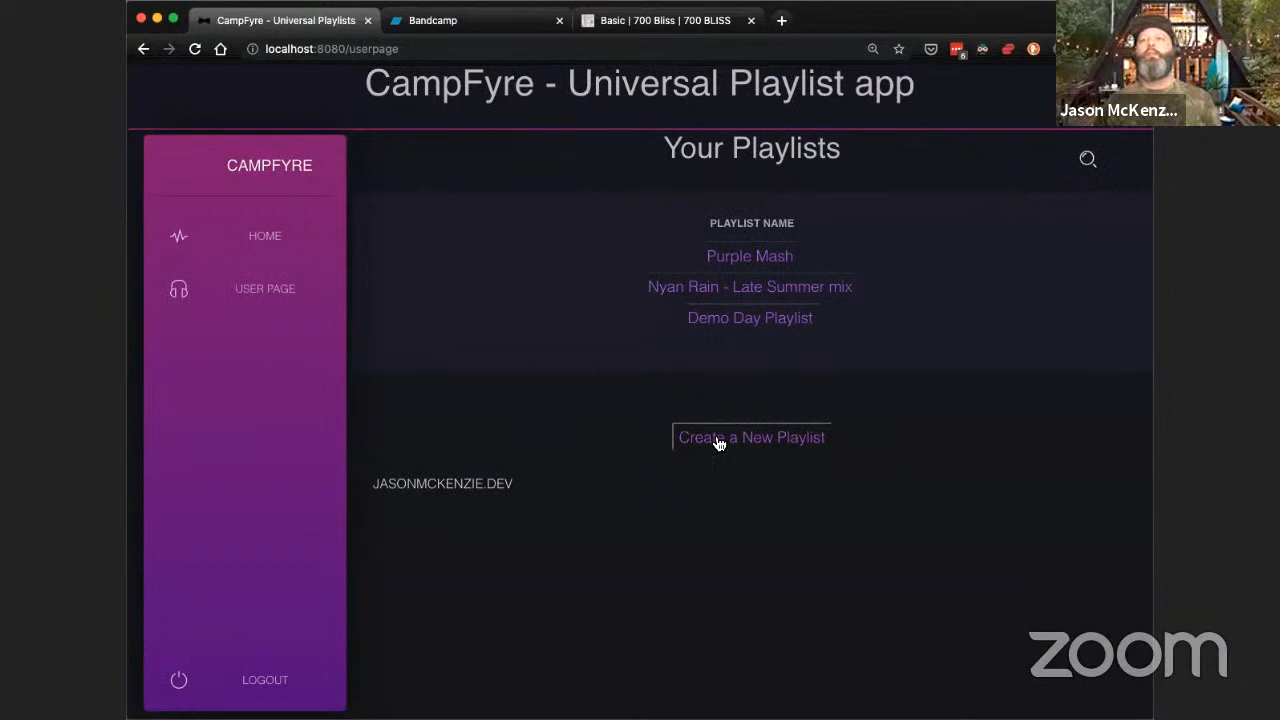 CampFyre - Universal Playlists
Bandcamp
Basic | 700 Bliss | 700 BLISS
localhost:8080/userpage
6
CampFyre - Universal Playlist app
Jason McKenz...
CAMPFYRE
HOME
USER PAGE
LOGOUT
Your Playlists
PLAYLIST NAME
Purple Mash
Nyan Rain - Late Summer mix
Demo Day Playlist
Create a New Playlist
JASONMCKENZIE.DEV
zoom